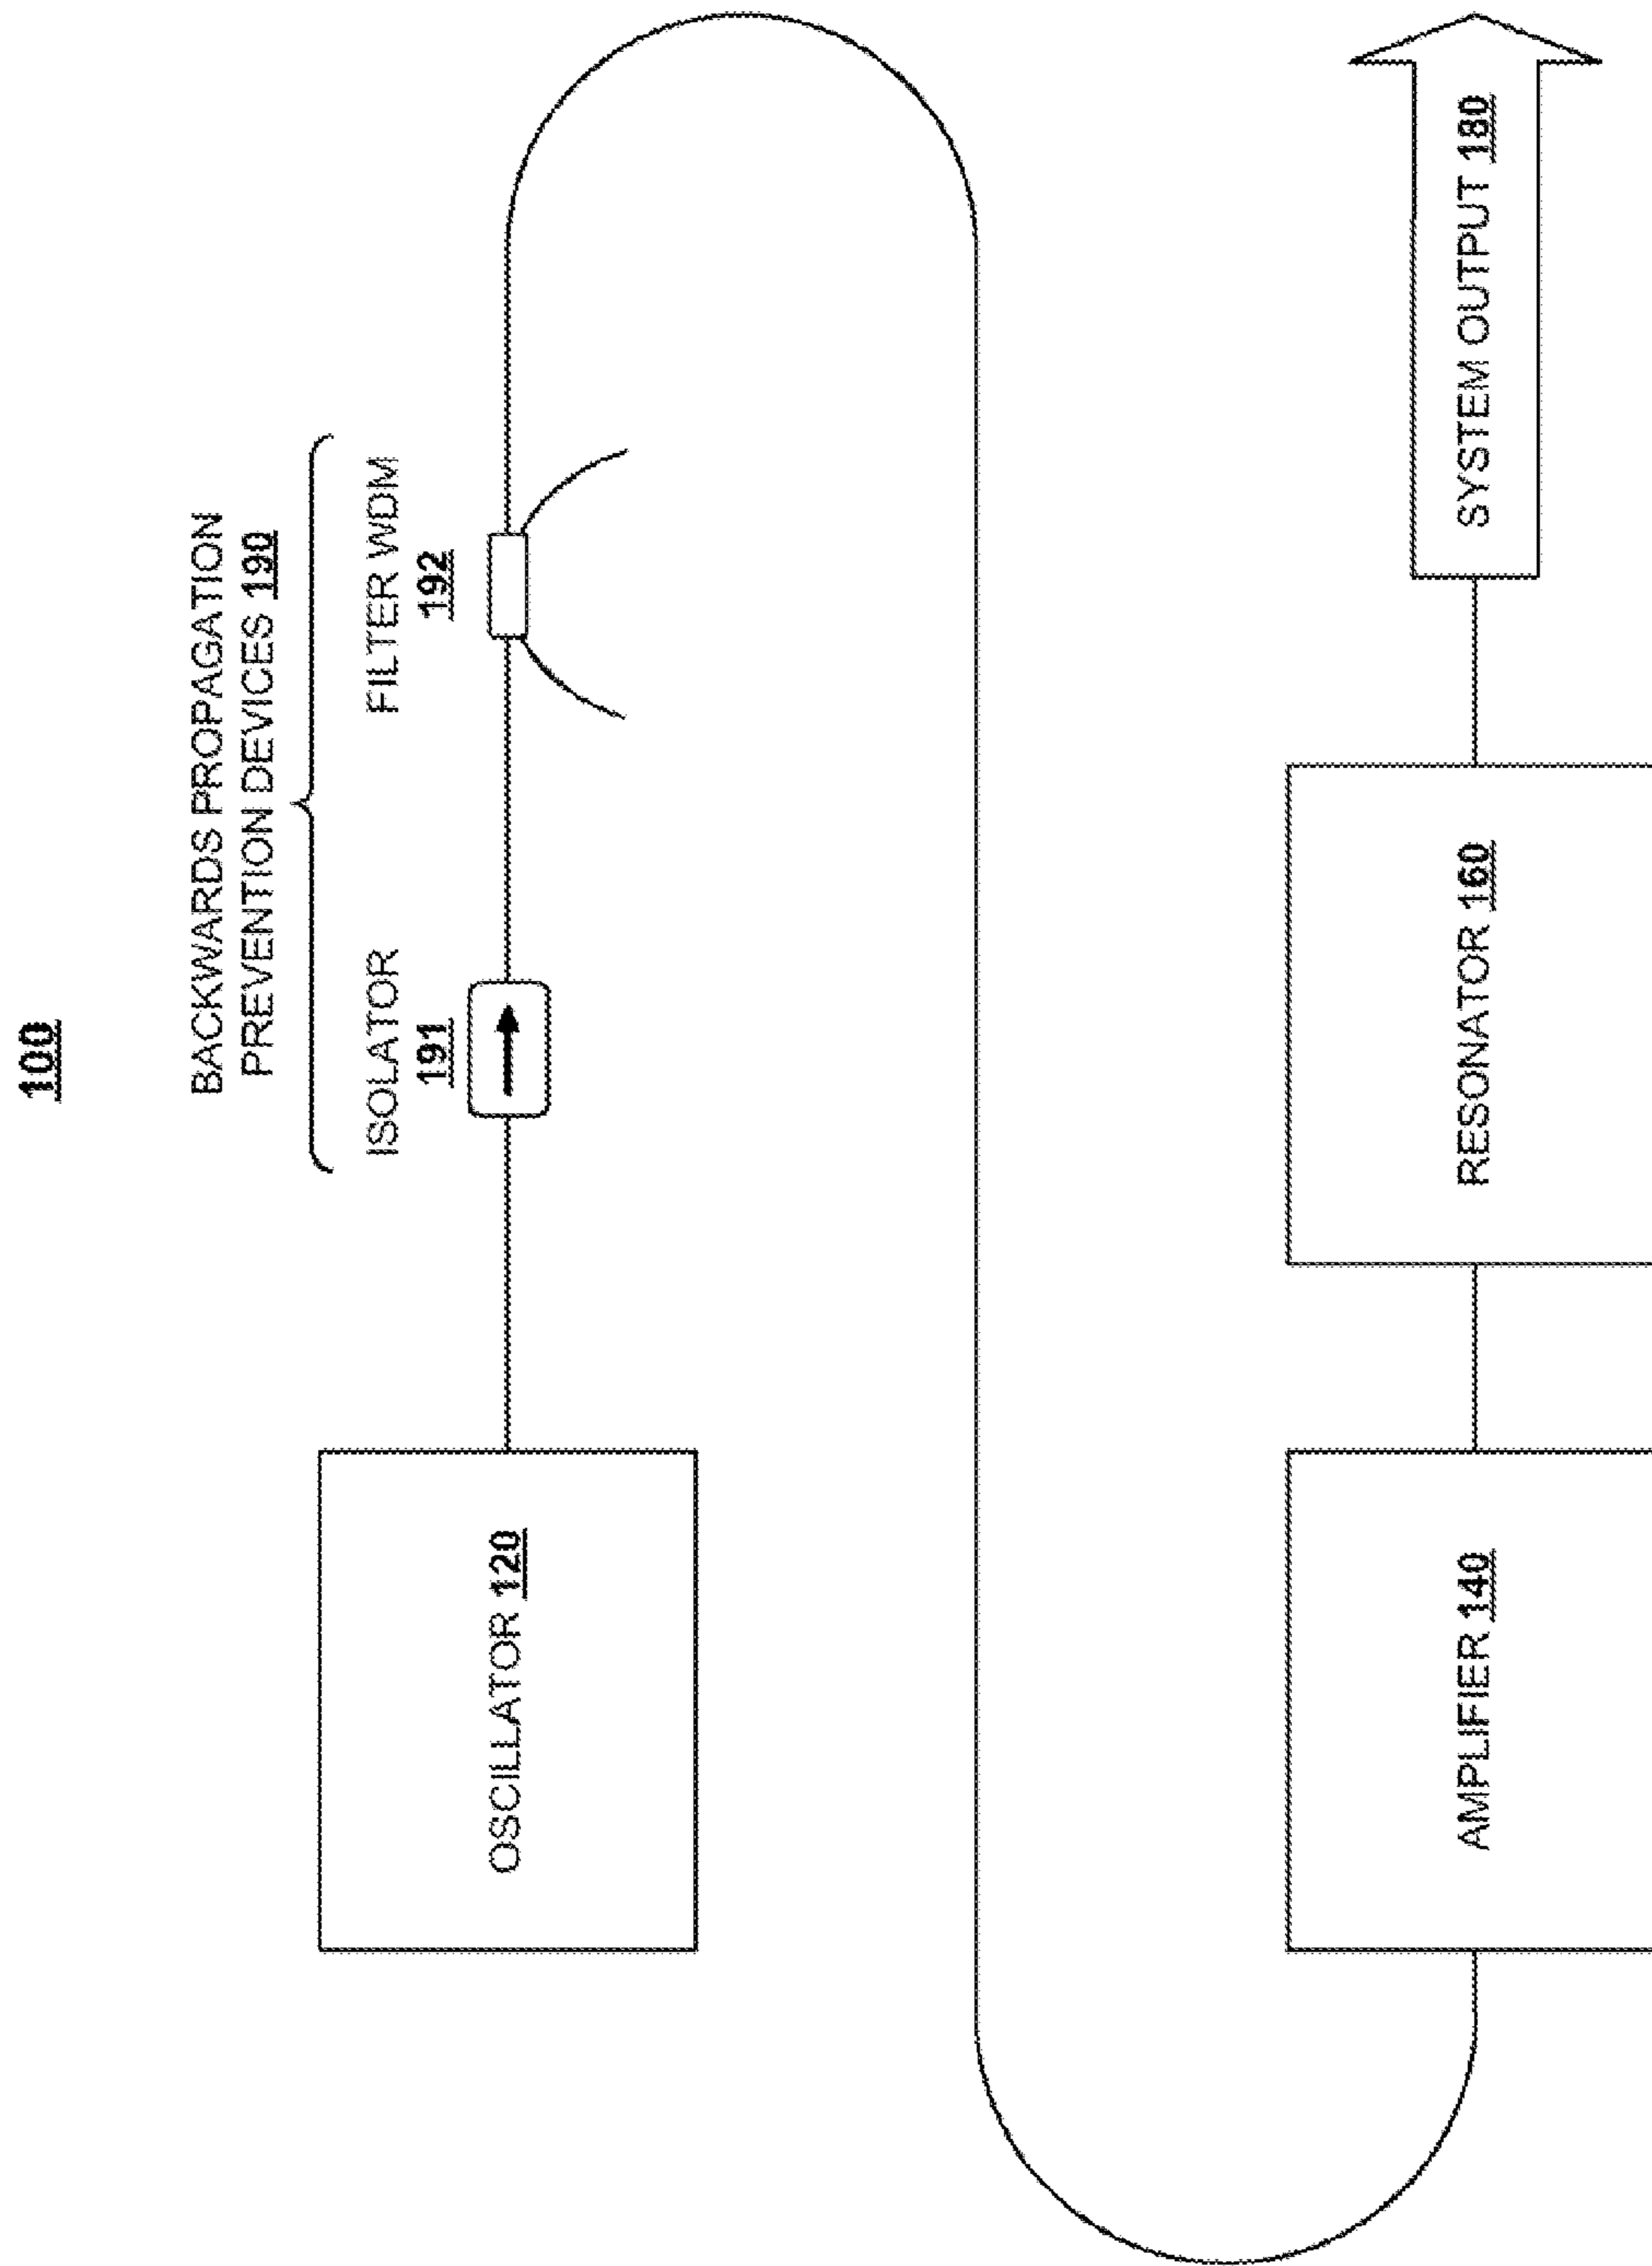 100
BACKWARDS PROPAGATION
PREVENTION DEVICES 190
ISOLATOR
191
FILTER WDM
192
OSCILLATOR 120
AMPLIFIER 140
RESONATOR 160
SYSTEM OUTPUT 180